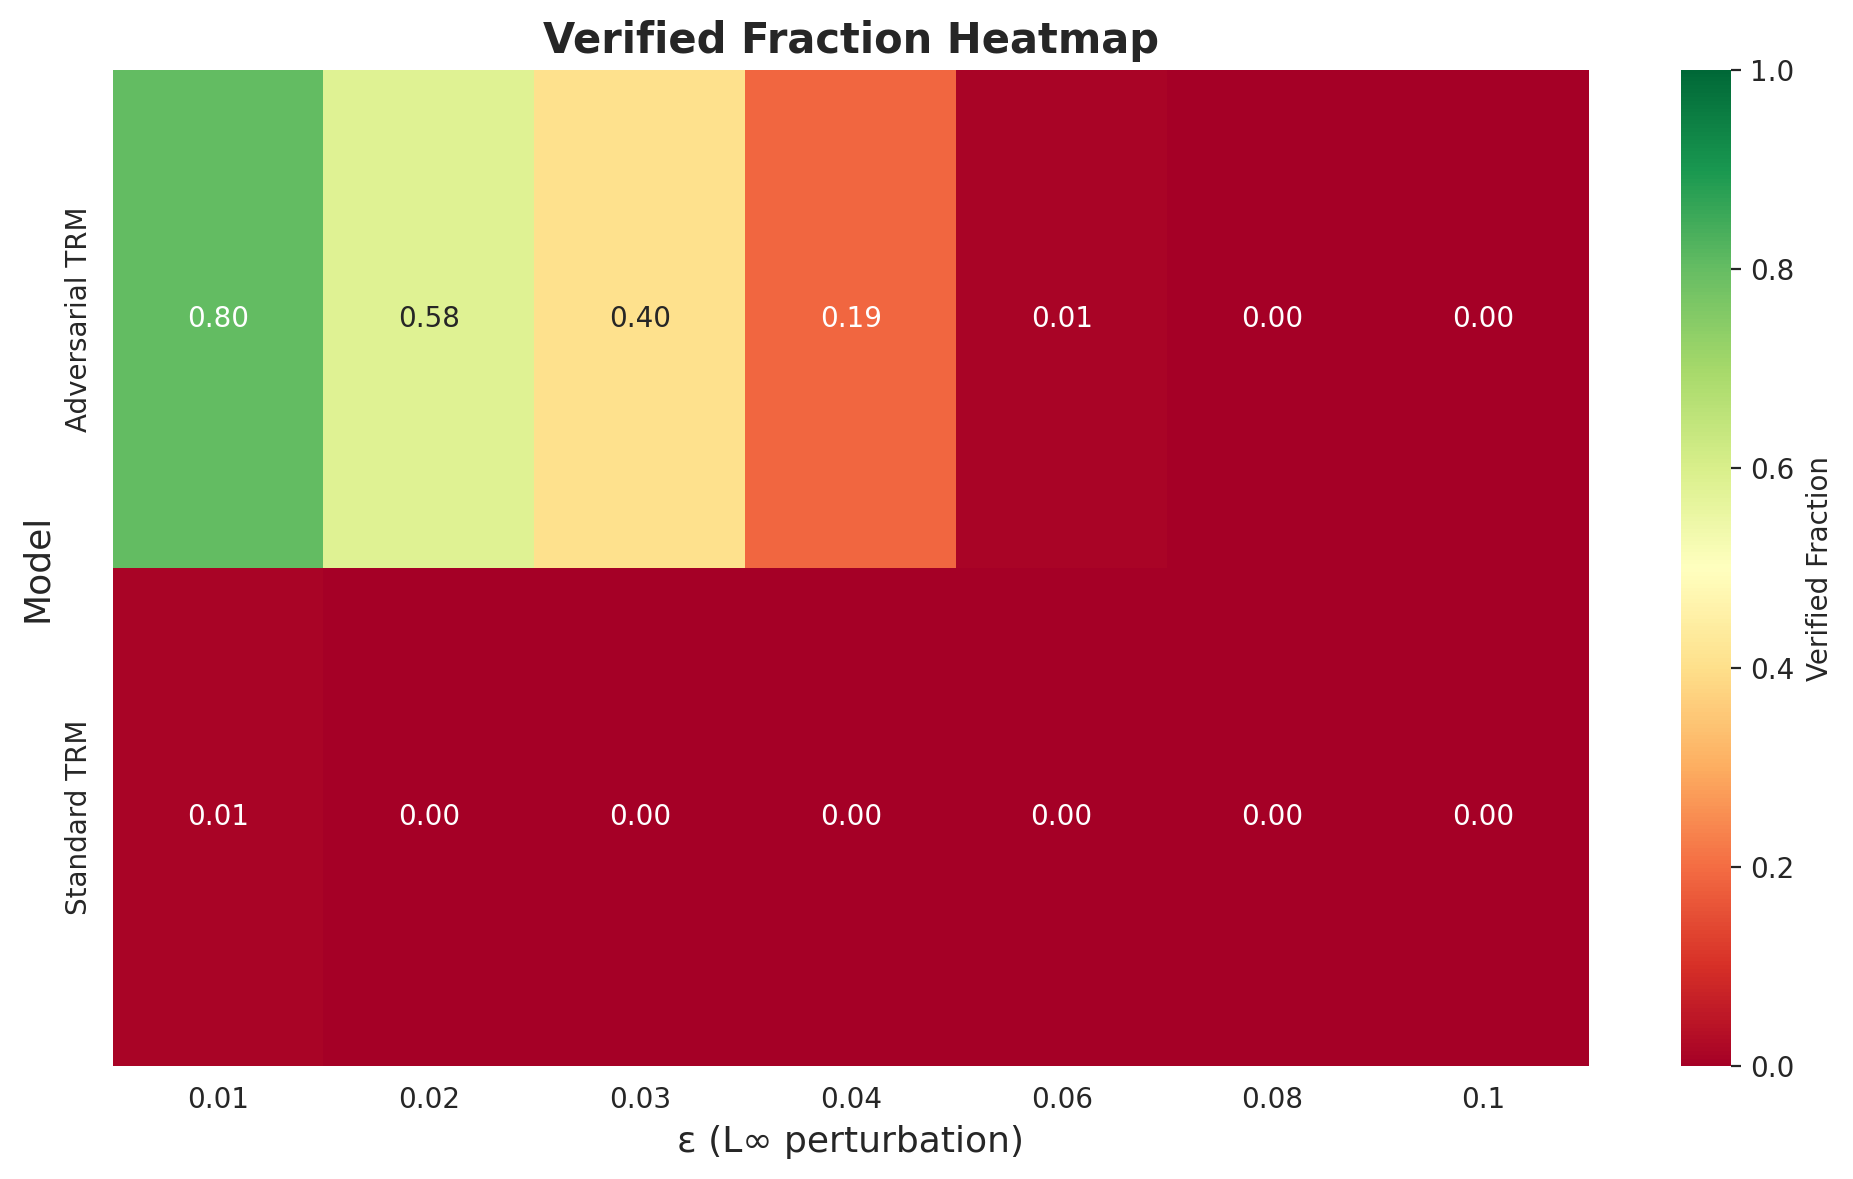 Verified Fraction Heatmap
Model
Adversarial TRM
0.80 0.58 0.40 0.19 0.01 0.00 0.00
Standard TRM
0.01 0.00 0.00 0.00 0.00 0.00 0.00
0.01 0.02 0.03 0.04 0.06 0.08 0.1
ε (L∞ perturbation)
1.0
0.8
0.6
0.4
0.2
0.0
Verified Fraction